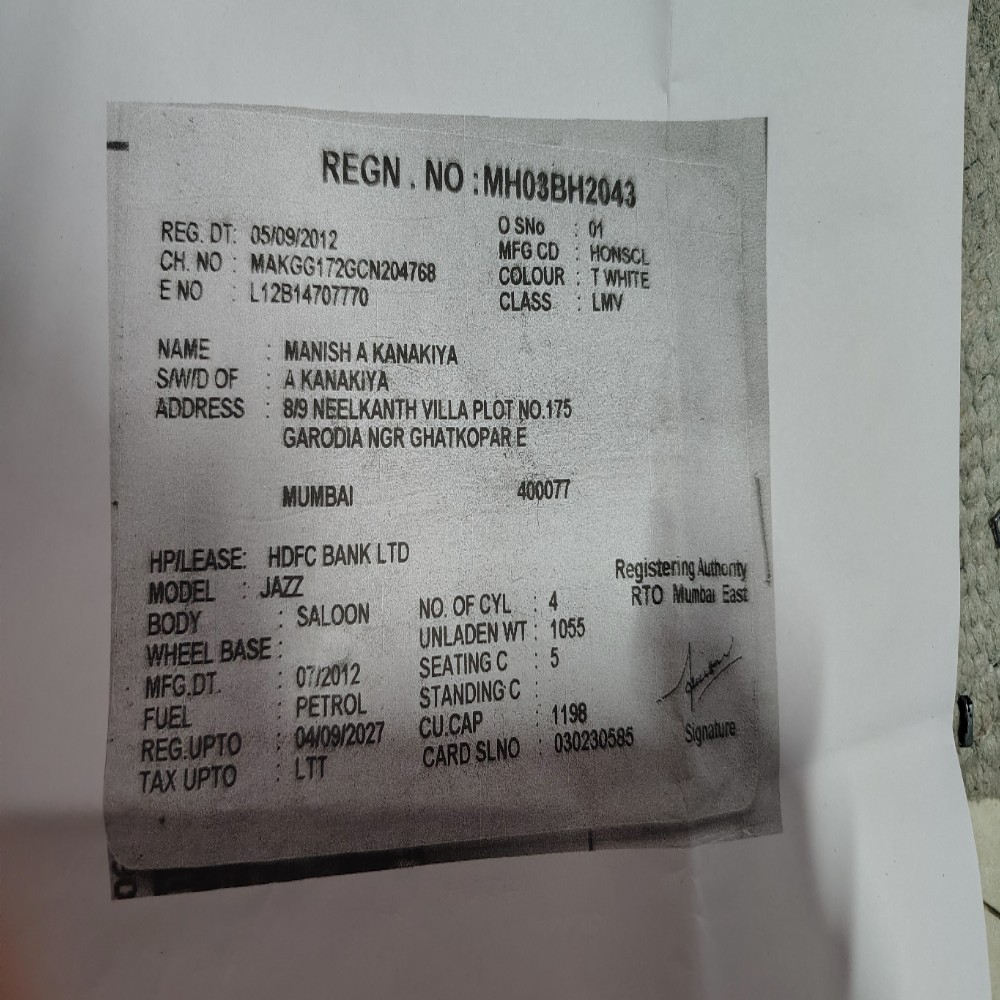 REGN . NO : MH03BH2043
REG. DT: 05/09/2012 O SNo : 01
CH. NO : MAKGG172GCN204768 MFG CD : HONSCL
E NO : L12B14707770 COLOUR : T WHITE
CLASS : LMV
NAME : MANISH A KANAKIYA
S/W/D OF : A KANAKIYA
ADDRESS : 8/9 NEELKANTH VILLA PLOT NO.175
GARODIA NGR GHATKOPAR E
MUMBAI 400077
HP/LEASE: HDFC BANK LTD
MODEL : JAZZ
BODY : SALOON
WHEEL BASE :
MFG.DT. : 07/2012
FUEL : PETROL
REG.UPTO : 04/09/2027
TAX UPTO : LTT
NO. OF CYL : 4
UNLADEN WT : 1055
SEATING C : 5
STANDING C :
CU.CAP : 1198
CARD SLNO : 030230585
Registering Authority
RTO Mumbai East
Signature